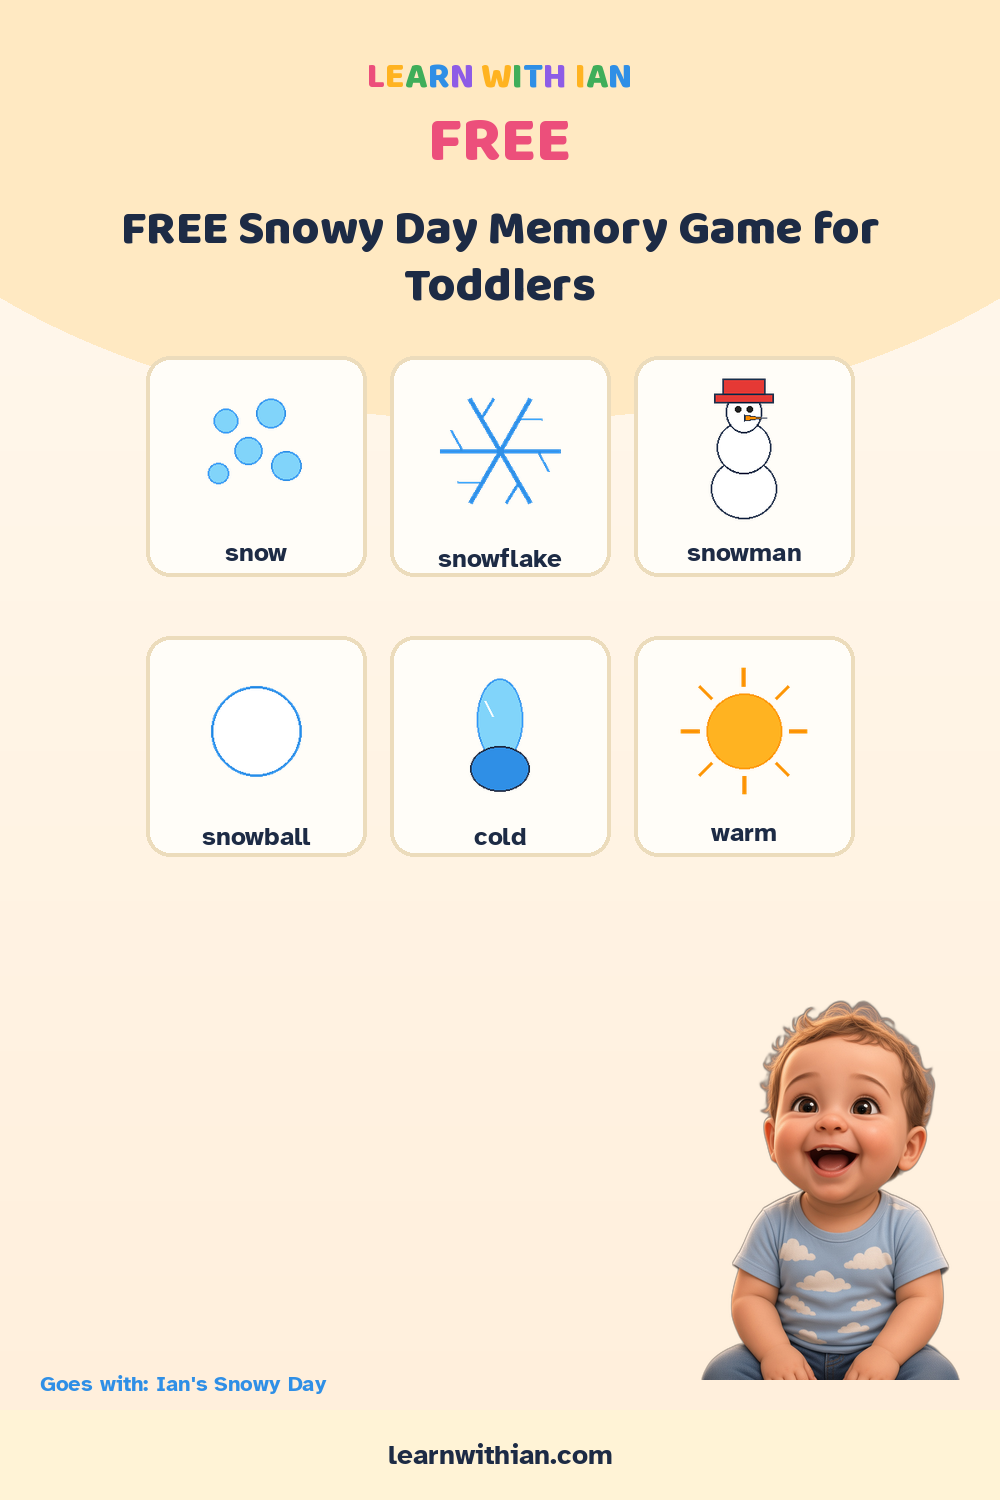 LEARN WITH IAN
FREE
FREE Snowy Day Memory Game for
Toddlers
snow
snowflake
snowman
snowball
cold
warm
Goes with: Ian's Snowy Day
learnwithian.com